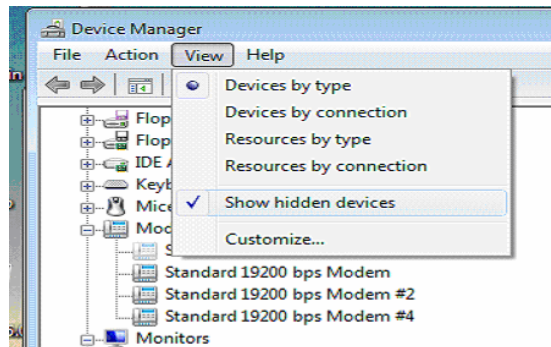 Device Manager
File Action View Help
Devices by type
Devices by connection
Resources by type
Resources by connection
Show hidden devices
Customize...
Flop
Flop
IDE
Keyb
Mice
Mod
Standard 19200 bps Modem
Standard 19200 bps Modem #2
Standard 19200 bps Modem #4
Monitors